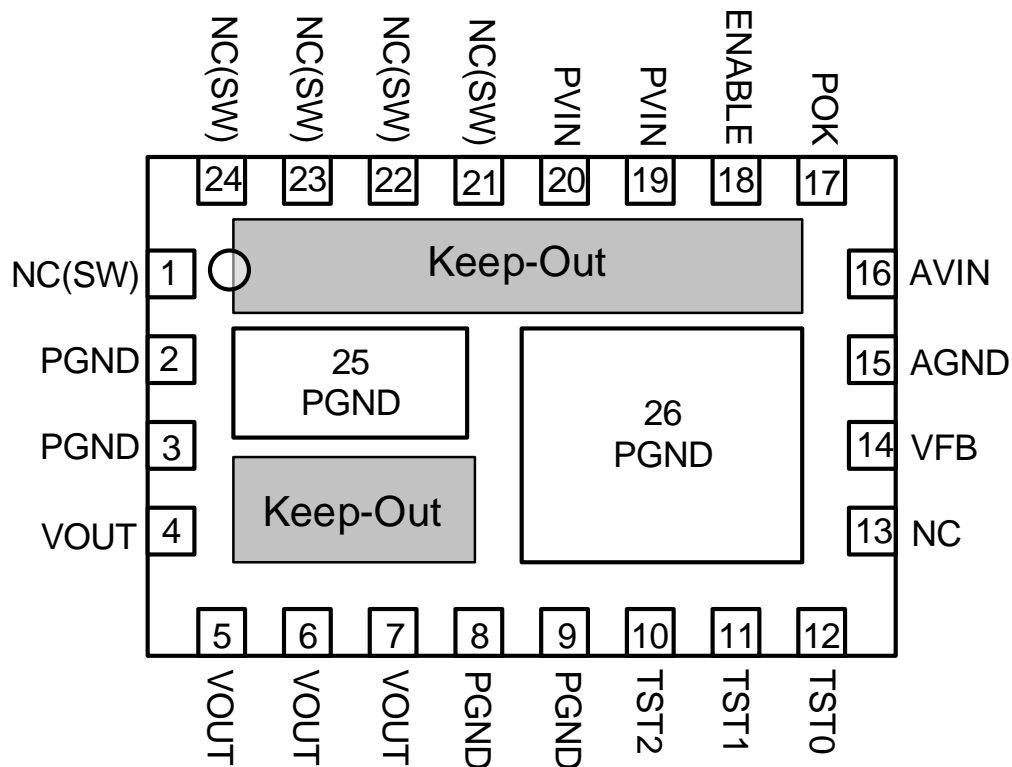 NC(SW)
NC(SW)
NC(SW)
NC(SW)
PVIN
PVIN
ENABLE
POK
24
23
22
21
20
19
18
17
NC(SW)
1
Keep-Out
16
AVIN
PGND
2
25
PGND
26
PGND
15
AGND
PGND
3
14
VFB
VOUT
4
Keep-Out
13
NC
5
6
7
8
9
10
11
12
VOUT
VOUT
VOUT
PGND
PGND
TST2
TST1
TST0